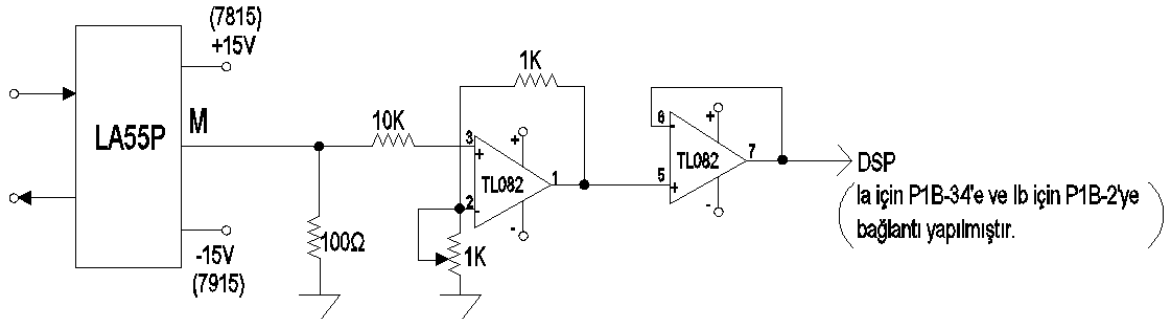 (7815)
+15V
LA55P
M
-15V
(7915)
100Ω
10K
1K
3
+
2
-
TL082
1
+
-
1K
6
-
5
+
TL082
7
+
-
DSP
(Ia için P1B-34'e ve Ib için P1B-2'ye
bağlantı yapılmıştır.)